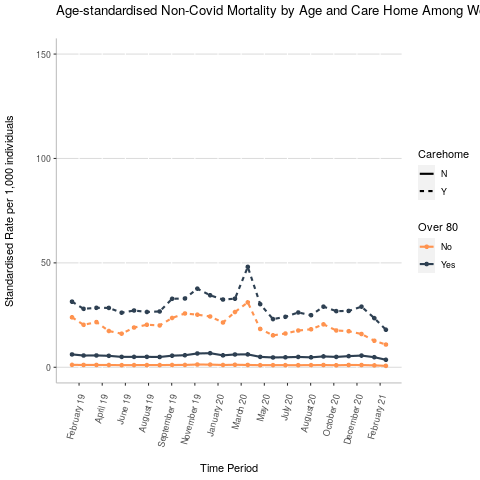 Age-standardised Non-Covid Mortality by Age and Care Home Among
150
100
50
0
Standardised Rate per 1,000 individuals
February 19
April 19
June 19
August 19
September 19
November 19
January 20
March 20
May 20
July 20
August 20
October 20
December 20
February 21
Time Period
Carehome
N
Y
Over 80
No
Yes